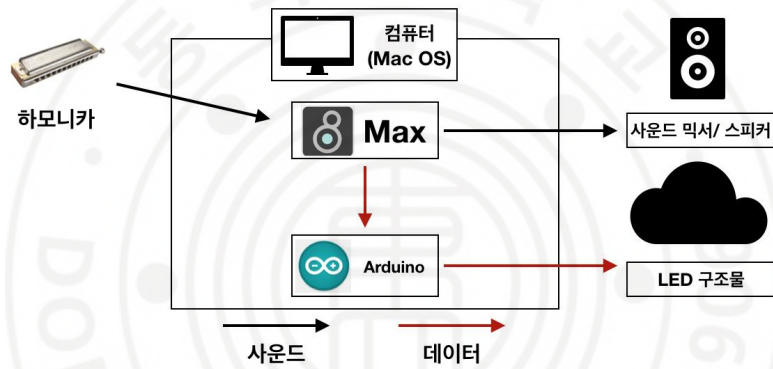 컴퓨터
(Mac OS)
하모니카
Max
사운드 믹서/ 스피커
Arduino
LED 구조물
사운드
데이터